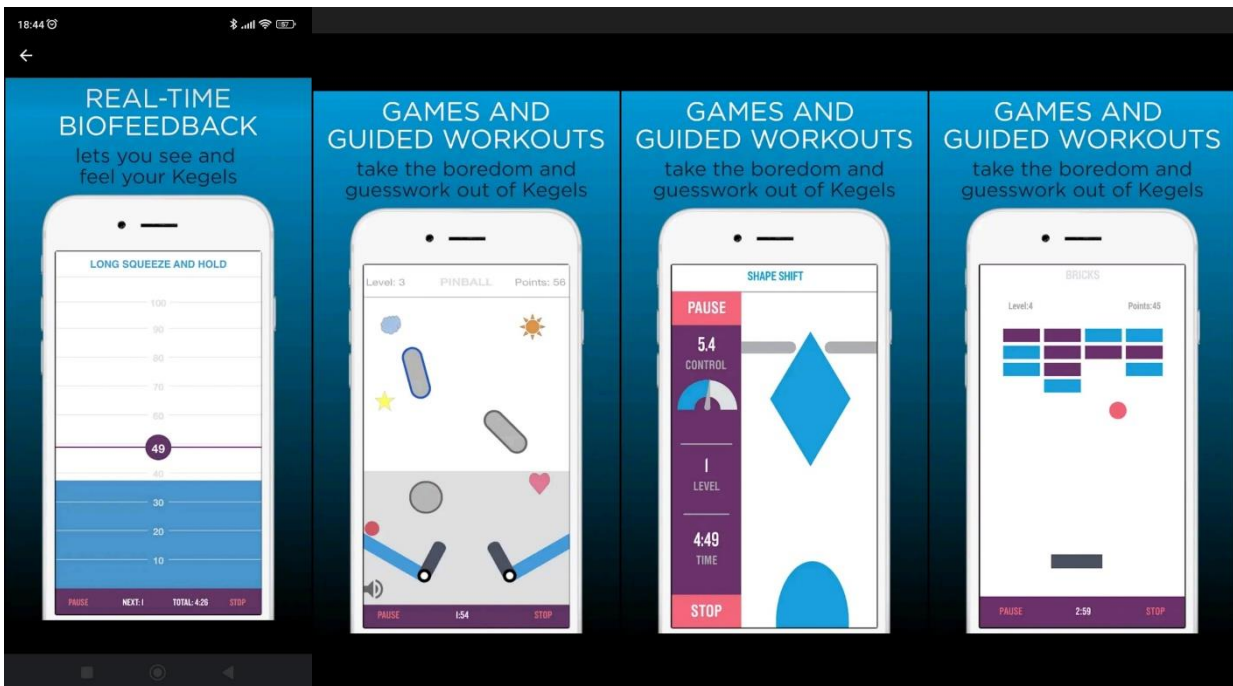 18:44
57
REAL-TIME
BIOFEEDBACK
lets you see and
feel your Kegels
LONG SQUEEZE AND HOLD
100
90
80
70
60
49
40
30
20
10
PAUSE NEXT: 1 TOTAL: 4:26 STOP
GAMES AND
GUIDED WORKOUTS
take the boredom and
guesswork out of Kegels
Level: 3 PINBALL Points: 56
PAUSE 1:54 STOP
GAMES AND
GUIDED WORKOUTS
take the boredom and
guesswork out of Kegels
SHAPE SHIFT
PAUSE
5.4
CONTROL
1
LEVEL
4:49
TIME
STOP
GAMES AND
GUIDED WORKOUTS
take the boredom and
guesswork out of Kegels
BRICKS
Level:4 Points:45
PAUSE 2:59 STOP